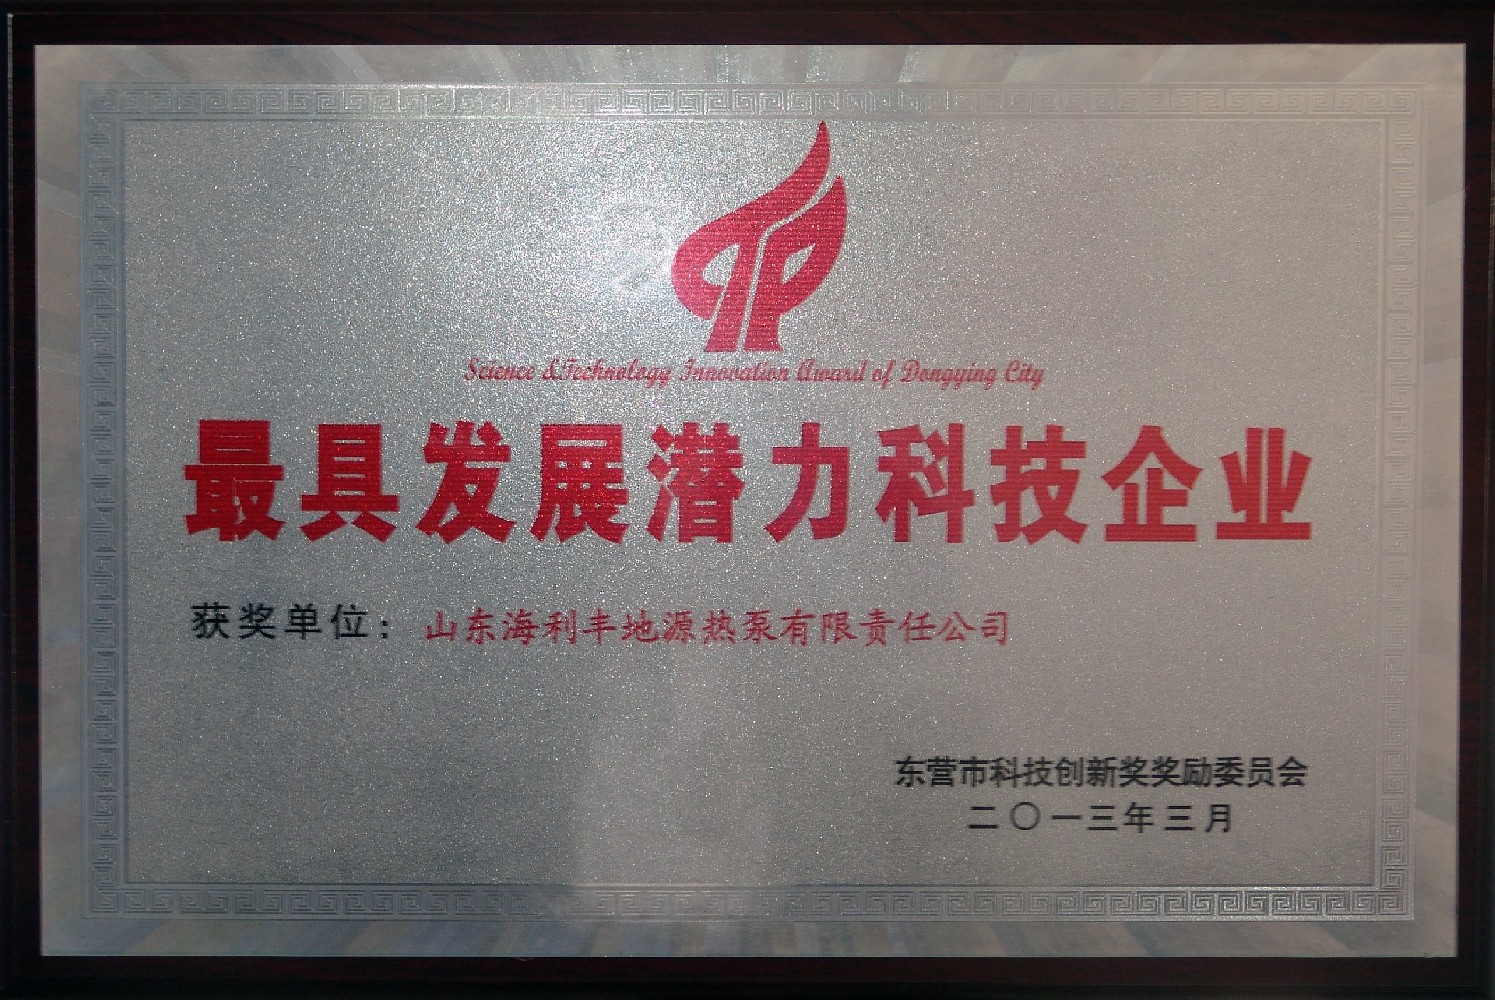 Science &Technology Innovation Award of Dongying City
最具发展潜力科技企业
获奖单位：山东海利丰地源热泵有限责任公司
东营市科技创新奖奖励委员会
二〇一三年三月